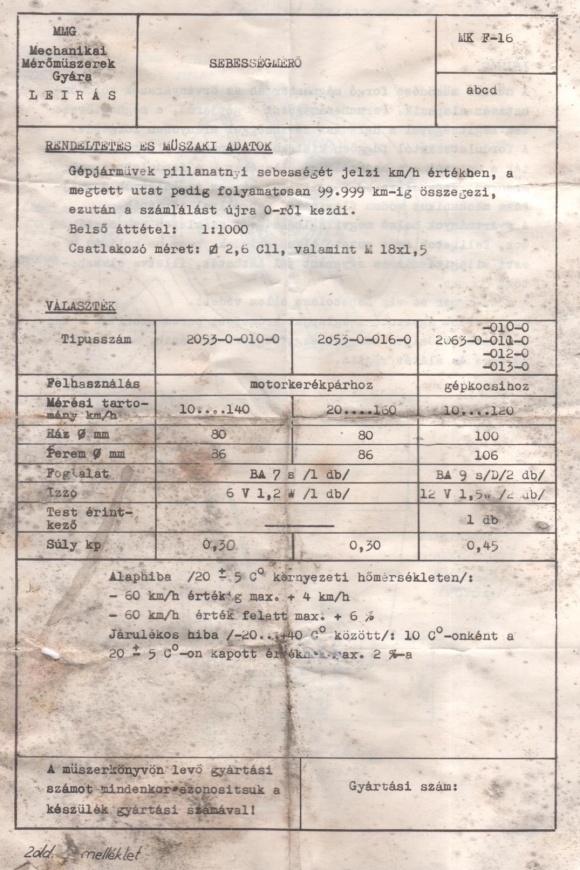 MMG
Mechanikai
Mérőműszerek
Gyára
LEIRÁS
SEBESSÉGMÉRŐ
MK F-16
abcd
RENDELTETÉS ÉS MŰSZAKI ADATOK
Gépjárművek pillanatnyi sebességét jelzi km/h értékben, a
megtett utat pedig folyamatosan 99.999 km-ig összegezi,
ezután a számlálást újra 0-ról kezdi.
Belső áttétel: 1:1000
Csatlakozó méret: Ø 2,6 C11, valamint M 18x1,5
VÁLASZTÉK
Tipusszám 2053-0-010-0 2053-0-016-0 2063-0-011-0
-010-0
-012-0
-013-0
Felhasználás motorkerékpárhoz gépkocsihoz
Mérési tarto-
mány km/h 10....140 20....160 10....120
Ház Ø mm 80 80 100
Perem Ø mm 86 86 106
Foglalat BA 7 s /1 db/ BA 9 s/D/2 db/
Izzó 6 V 1,2 W /1 db/ 12 V 1,5W /2 db/
Test érint-
kező 1 db
Súly kp 0,30 0,30 0,45
Alaphiba /20 ± 5 C° környezeti hőmérsékleten/:
- 60 km/h értékig max. + 4 km/h
- 60 km/h érték felett max. + 6 %
Járulékos hiba /-20...+40 C° között/: 10 C°-onként a
20 ± 5 C°-on kapott max. 2 %-a
A műszerkönyvön levő gyártási
számot mindenkor azonositsuk a
készülék gyártási számával!
Gyártási szám:
2old. melléklet